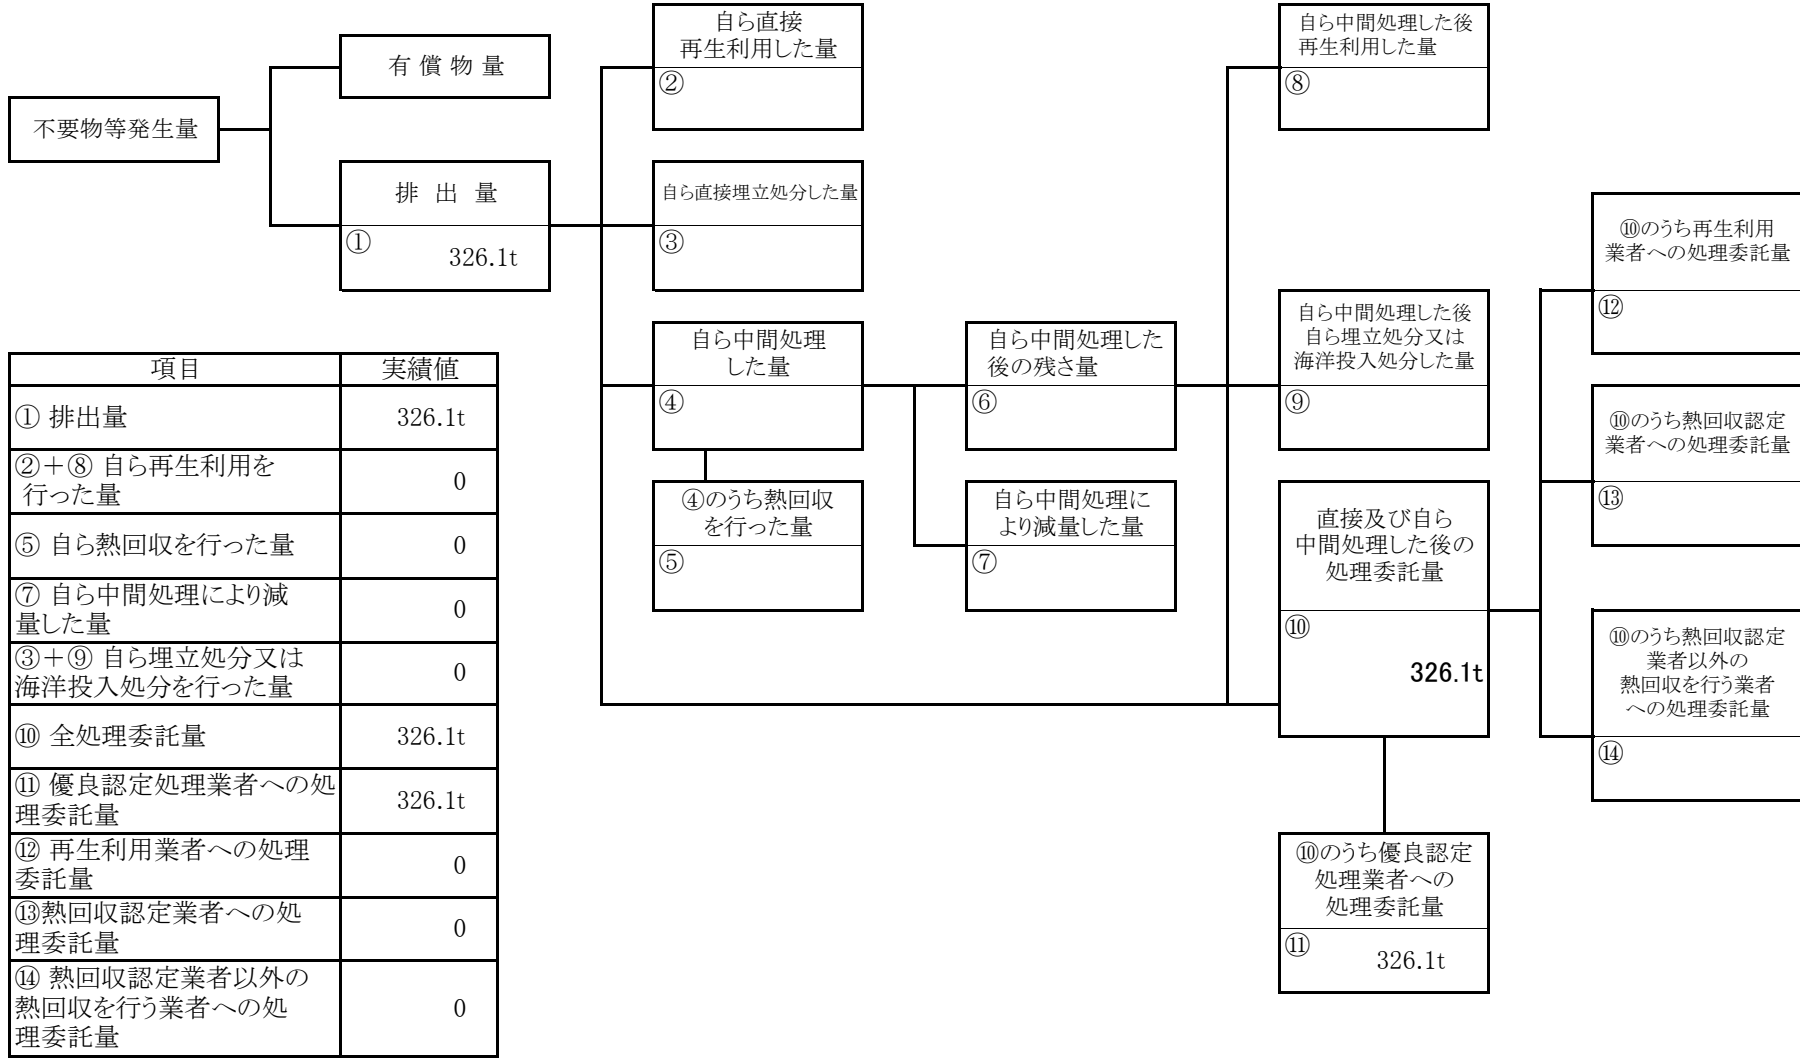 自ら直接
再生利用した量
②
自ら中間処理した後
再生利用した量
⑧
有 償 物 量
不要物等発生量
排 出 量
①
326.1t
自ら直接埋立処分した量
③
⑩のうち再生利用
業者への処理委託量
⑫
自ら中間処理
した量
④
自ら中間処理した
後の残さ量
⑥
自ら中間処理した後
自ら埋立処分又は
海洋投入処分した量
⑨
⑩のうち熱回収認定
業者への処理委託量
⑬
④のうち熱回収
を行った量
⑤
自ら中間処理に
より減量した量
⑦
直接及び自ら
中間処理した後の
処理委託量
⑩
326.1t
⑩のうち熱回収認定
業者以外の
熱回収を行う業者
への処理委託量
⑭
⑩のうち優良認定
処理業者への
処理委託量
⑪
326.1t
項目 実績値
① 排出量 326.1t
②＋⑧ 自ら再生利用を
行った量 0
⑤ 自ら熱回収を行った量 0
⑦ 自ら中間処理により減
量した量 0
③＋⑨ 自ら埋立処分又は
海洋投入処分を行った量 0
⑩ 全処理委託量 326.1t
⑪ 優良認定処理業者への処
理委託量 326.1t
⑫ 再生利用業者への処理
委託量 0
⑬熱回収認定業者への処
理委託量 0
⑭ 熱回収認定業者以外の
熱回収を行う業者への処
理委託量 0